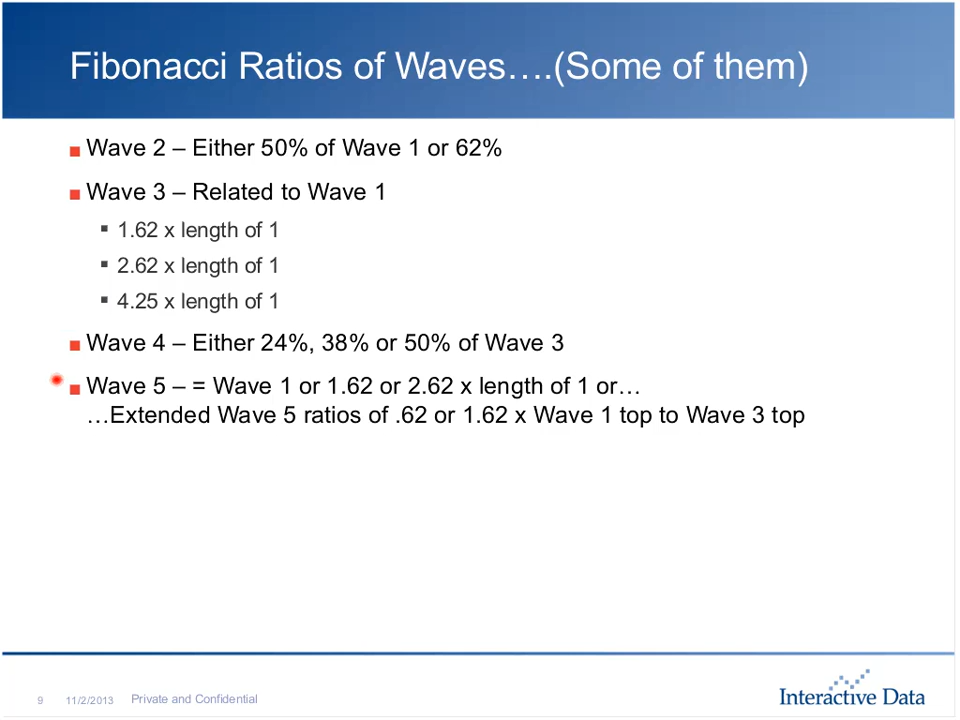 Fibonacci Ratios of Waves….(Some of them)
Wave 2 – Either 50% of Wave 1 or 62%
Wave 3 – Related to Wave 1
1.62 x length of 1
2.62 x length of 1
4.25 x length of 1
Wave 4 – Either 24%, 38% or 50% of Wave 3
Wave 5 – = Wave 1 or 1.62 or 2.62 x length of 1 or…
…Extended Wave 5 ratios of .62 or 1.62 x Wave 1 top to Wave 3 top
9 11/2/2013 Private and Confidential
Interactive Data